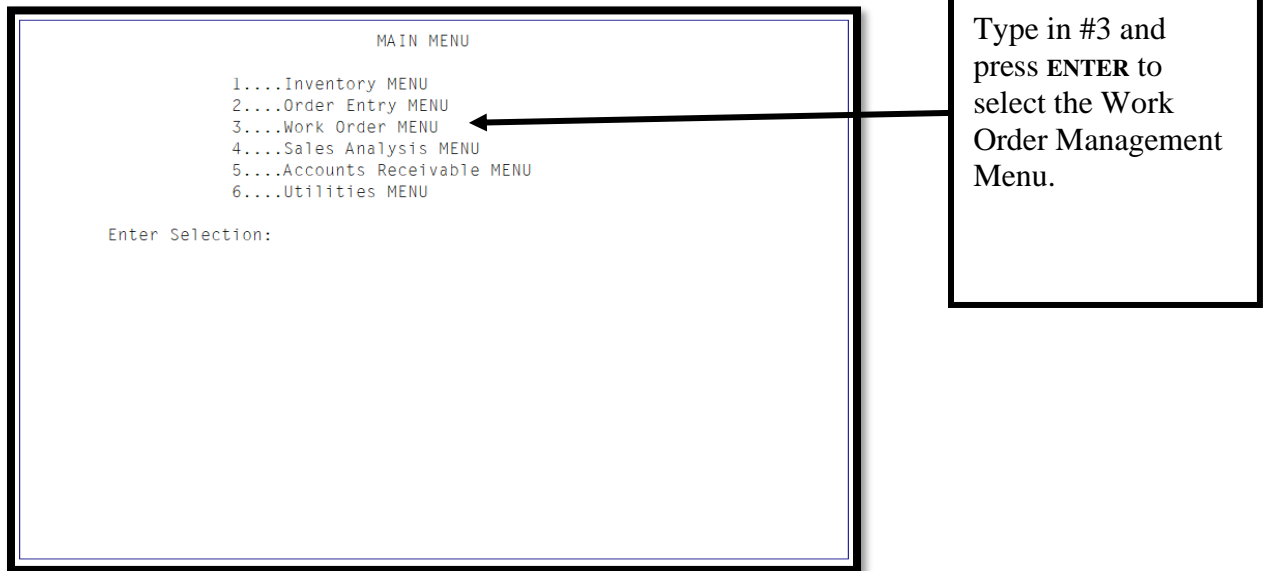 MAIN MENU
1....Inventory MENU
2....Order Entry MENU
3....Work Order MENU
4....Sales Analysis MENU
5....Accounts Receivable MENU
6....Utilities MENU
Enter Selection:
Type in #3 and
press ENTER to
select the Work
Order Management
Menu.